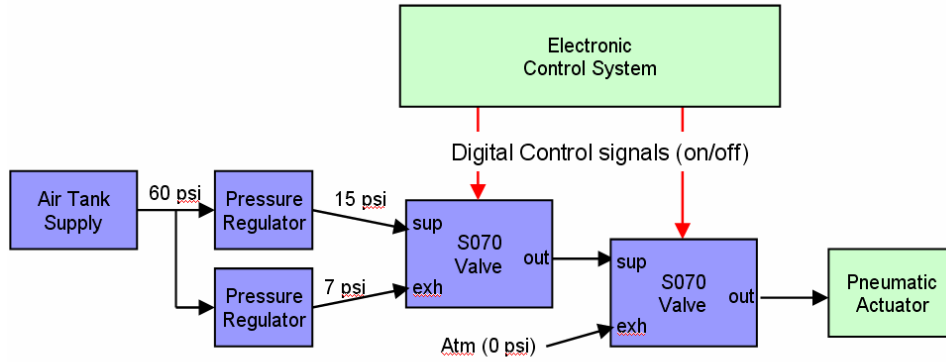 Electronic
Control System
Digital Control signals (on/off)
Air Tank
Supply
60 psi
Pressure
Regulator
15 psi
Pressure
Regulator
7 psi
sup
S070
Valve
out
exh
Atm (0 psi)
sup
S070
Valve
out
exh
Pneumatic
Actuator